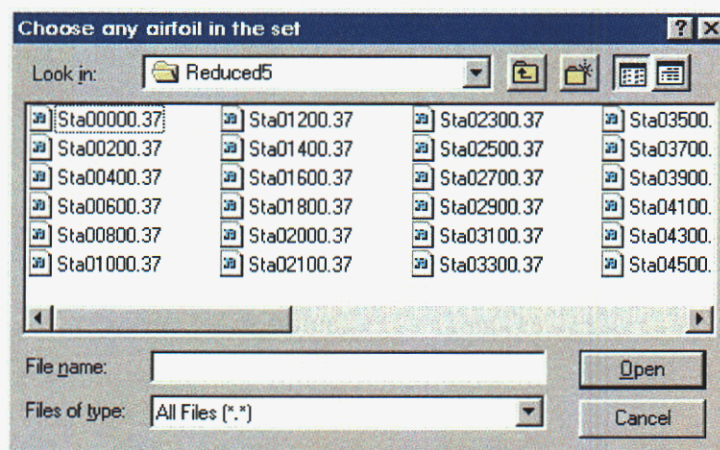 Choose any airfoil in the set
Look in: Reduced5
Sta00000.37 Sta01200.37 Sta02300.37 Sta03500.
Sta00200.37 Sta01400.37 Sta02500.37 Sta03700.
Sta00400.37 Sta01600.37 Sta02700.37 Sta03900.
Sta00600.37 Sta01800.37 Sta02900.37 Sta04100.
Sta00800.37 Sta02000.37 Sta03100.37 Sta04300.
Sta01000.37 Sta02100.37 Sta03300.37 Sta04500.
File name: Open
Files of type: All Files (*.*) Cancel